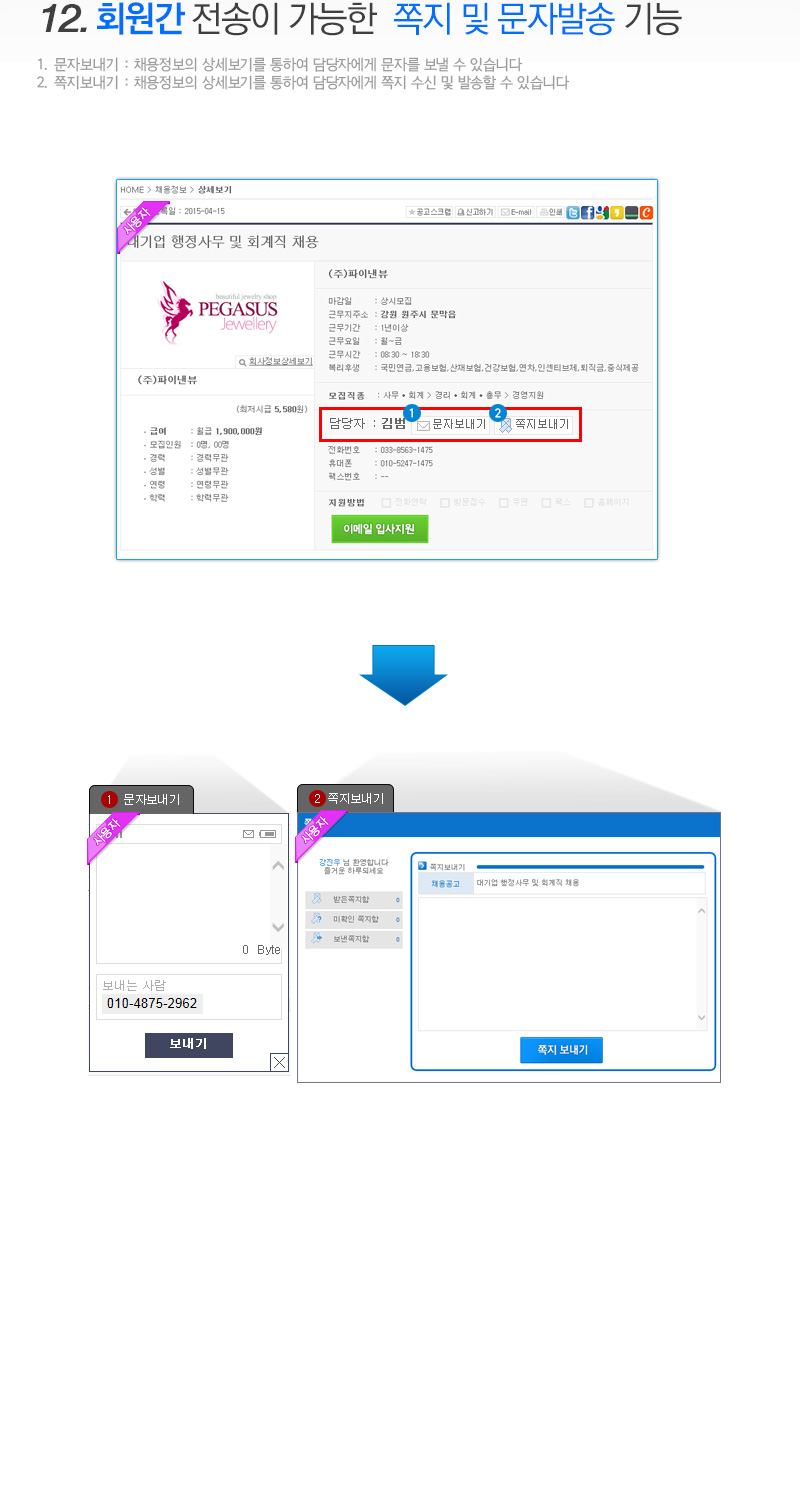 12. 회원간 전송이 가능한 쪽지 및 문자발송 기능
1. 문자보내기 : 채용정보의 상세보기를 통하여 담당자에게 문자를 보낼 수 있습니다
2. 쪽지보내기 : 채용정보의 상세보기를 통하여 담당자에게 쪽지 수신 및 발송할 수 있습니다
HOME > 채용정보 > 상세보기
사용자
록일 : 2015-04-15
공고스크랩 신고하기 E-mail 인쇄
대기업 행정사무 및 회계직 채용
beautiful jewelry shop
PEGASUS
Jewellery
회사정보상세보기
(주)파이낸뷰
(최저시급 5,580원)
· 급여 : 월급 1,900,000원
· 모집인원 : 0명, 00명
· 경력 : 경력무관
· 성별 : 성별무관
· 연령 : 연령무관
· 학력 : 학력무관
(주)파이낸뷰
마감일 : 상시모집
근무지주소 : 강원 원주시 문막읍
근무기간 : 1년이상
근무요일 : 월~금
근무시간 : 08:30 ~ 18:30
복리후생 : 국민연금,고용보험,산재보험,건강보험,연차,인센티브제,퇴직금,중식제공
모집직종 : 사무 • 회계 > 경리 • 회계 • 총무 > 경영지원
담당자 : 김범 1 문자보내기 2 쪽지보내기
전화번호 : 033-8563-1475
휴대폰 : 010-5247-1475
팩스번호 : --
지원방법 전화연락 방문접수 우편 팩스 홈페이지
이메일 입사지원
1 문자보내기
사용자
0 Byte
보내는 사람
010-4875-2962
보내기
2 쪽지보내기
사용자
강진우 님 환영합니다
즐거운 하루되세요
받은쪽지함 0
미확인 쪽지함 0
보낸쪽지함 0
쪽지보내기
채용공고 대기업 행정사무 및 회계직 채용
쪽지 보내기